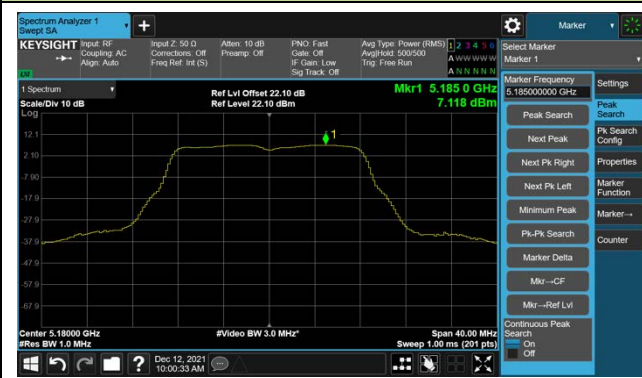 Spectrum Analyzer 1
Swept SA
+
Marker
KEYSIGHT
Input: RF
Coupling: AC
Align: Auto
Input Z: 50 Ω
Corrections: Off
Freq Ref: Int (S)
Atten: 10 dB
Preamp: Off
PNO: Fast
Gate: Off
IF Gain: Low
Sig Track: Off
Avg Type: Power (RMS)
Avg|Hold: 500/500
Trig: Free Run
1 2 3 4 5 6
A W W W W W
A N N N N N
LXI
Select Marker
Marker 1
1 Spectrum
Scale/Div 10 dB
Log
Ref Lvl Offset 22.10 dB
Ref Level 22.10 dBm
Mkr1 5.185 0 GHz
7.118 dBm
12.1
2.10
-7.90
-17.9
-27.9
-37.9
-47.9
-57.9
-67.9
1
Center 5.18000 GHz
#Res BW 1.0 MHz
#Video BW 3.0 MHz*
Span 40.00 MHz
Sweep 1.00 ms (201 pts)
Marker Frequency
5.185000000 GHz
Peak Search
Next Peak
Next Pk Right
Next Pk Left
Minimum Peak
Pk-Pk Search
Marker Delta
Mkr→CF
Mkr→Ref Lvl
Continuous Peak
Search
On
Off
Settings
Peak
Search
Pk Search
Config
Properties
Marker
Function
Marker→
Counter
?
Dec 12, 2021
10:00:33 AM